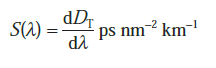 S(λ) = dD_T/dλ ps nm⁻² km⁻¹